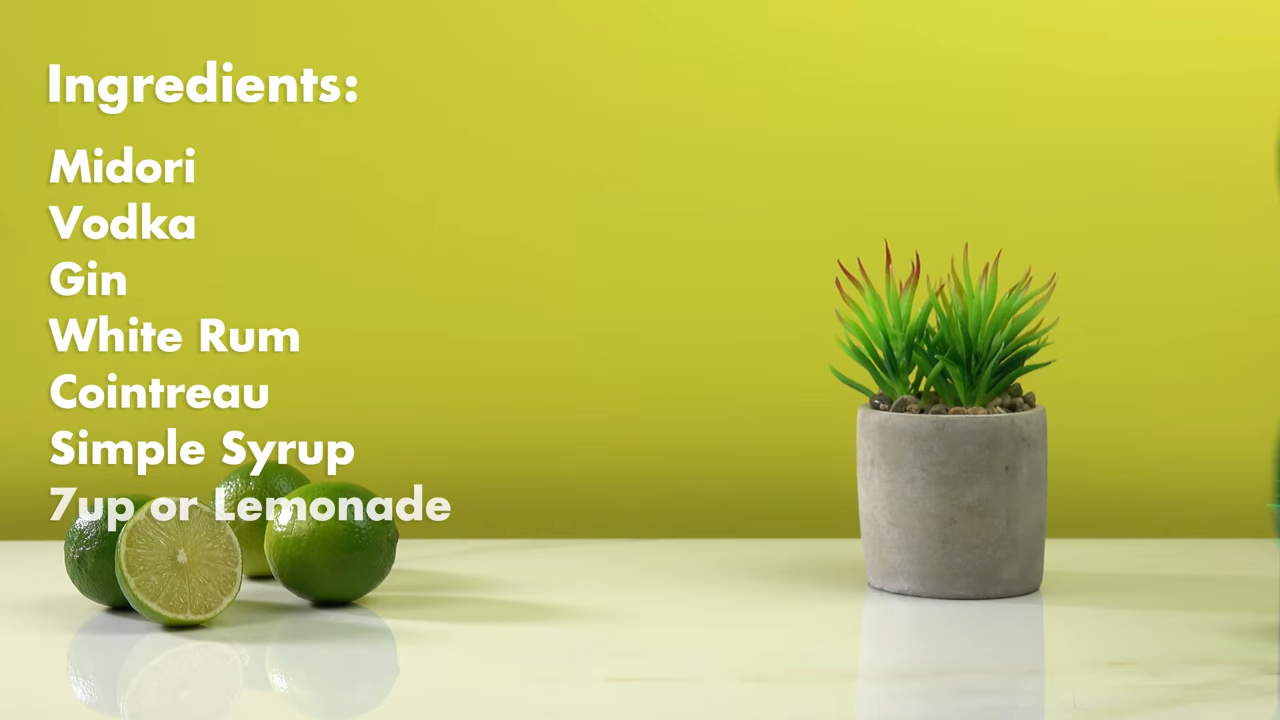 Ingredients:
Midori
Vodka
Gin
White Rum
Cointreau
Simple Syrup
7up or Lemonade